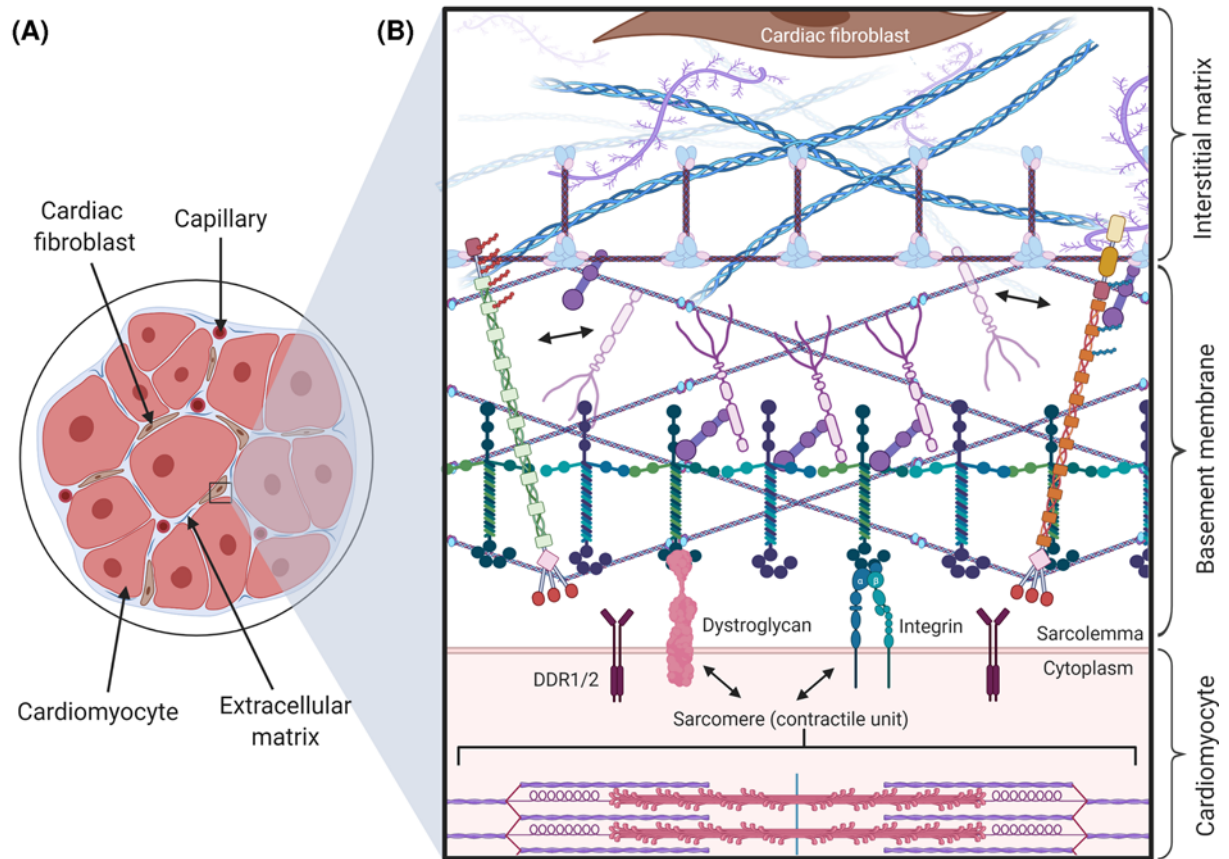 (A)
Cardiac
fibroblast
Capillary
Cardiomyocyte
Extracellular
matrix
(B)
Cardiac fibroblast
Dystroglycan
α
β
Integrin
Sarcolemma
Cytoplasm
DDR1/2
Sarcomere (contractile unit)
Interstitial matrix
Basement membrane
Cardiomyocyte